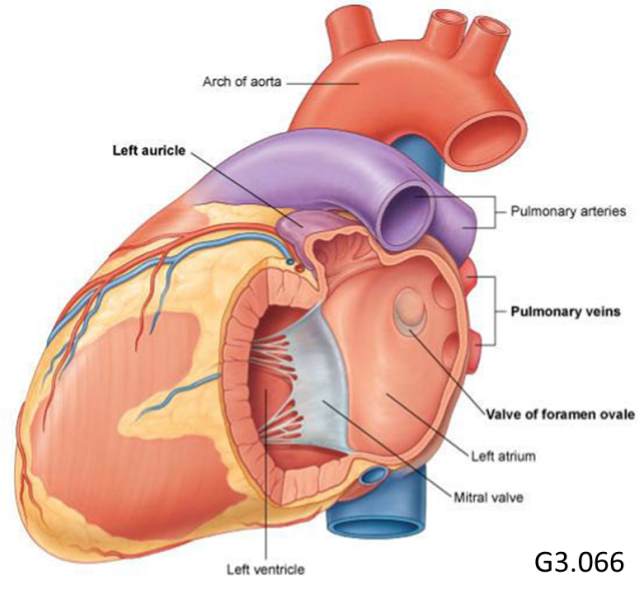 Arch of aorta
Left auricle
Pulmonary arteries
Pulmonary veins
Valve of foramen ovale
Left atrium
Mitral valve
Left ventricle
G3.066